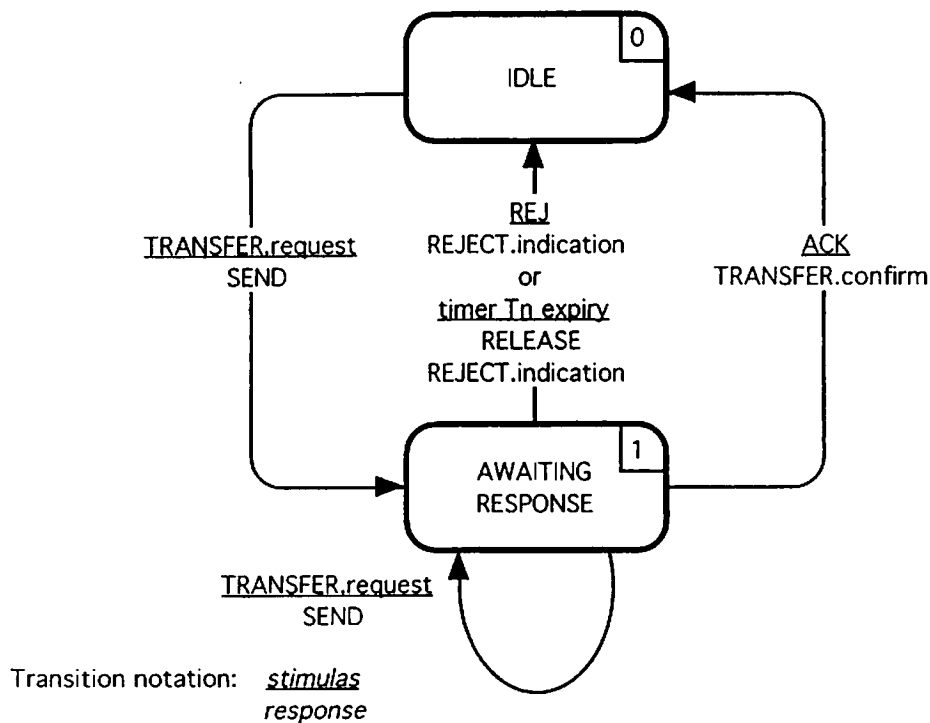 0
IDLE
TRANSFER.request
SEND
REJ
REJECT.indication
or
timer Tn expiry
RELEASE
REJECT.indication
ACK
TRANSFER.confirm
1
AWAITING
RESPONSE
TRANSFER.request
SEND
Transition notation: stimulas
response